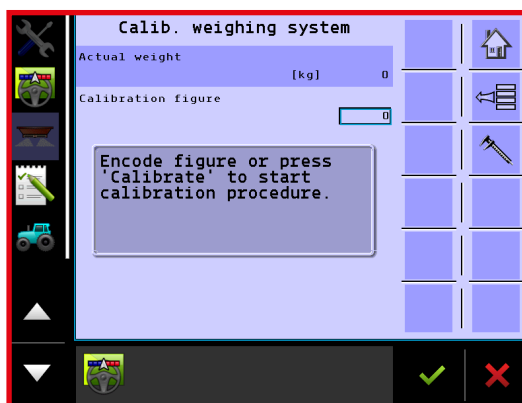 Calib. weighing system
Actual weight
[kg] 0
Calibration figure
0
Encode figure or press
'Calibrate' to start
calibration procedure.